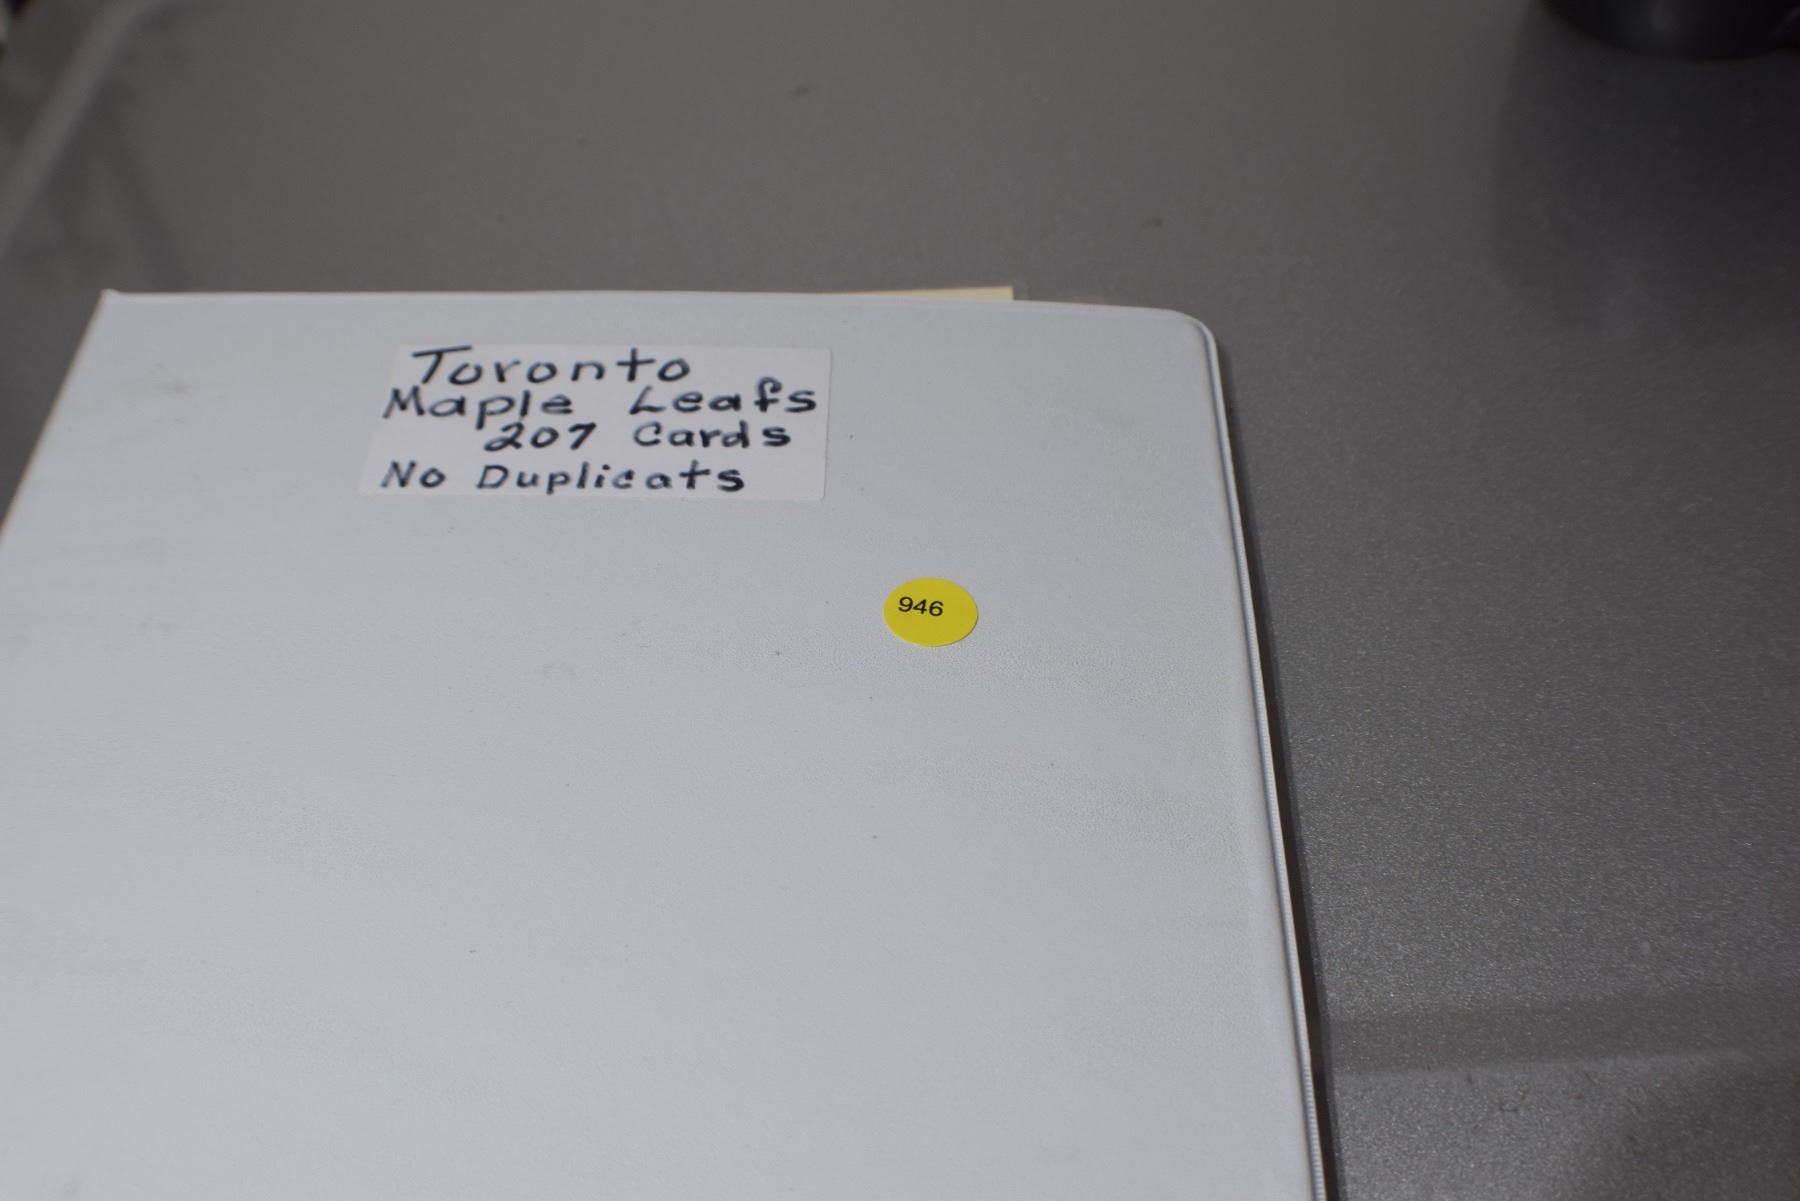 Toronto
Maple Leafs
207 Cards
No Duplicats
946